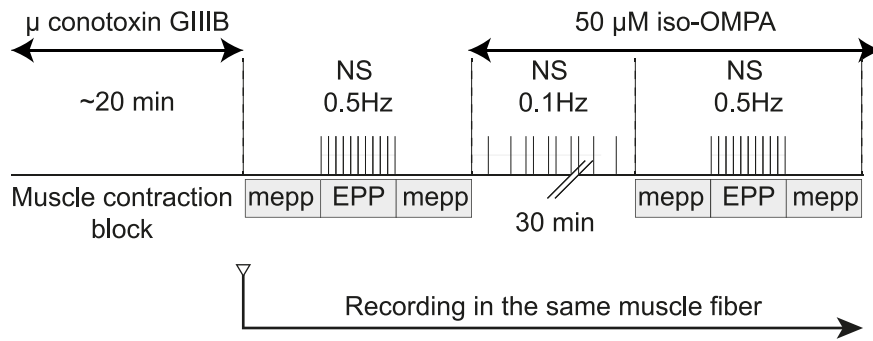 μ conotoxin GIIIB
50 μM iso-OMPA
~20 min
NS
0.5Hz
NS
0.1Hz
NS
0.5Hz
Muscle contraction
block
mepp
EPP
mepp
30 min
mepp
EPP
mepp
Recording in the same muscle fiber